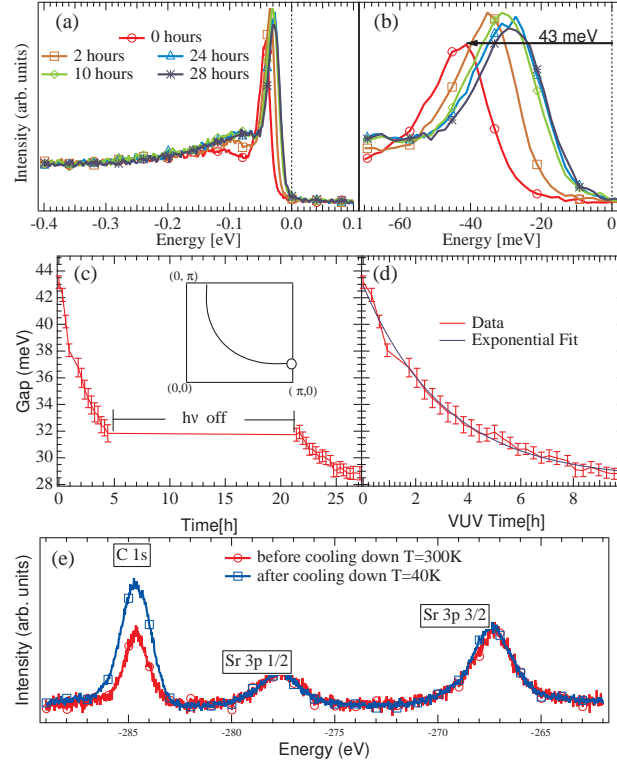 (a)
0 hours
2 hours
24 hours
10 hours
28 hours
Intensity (arb. units)
-0.4 -0.3 -0.2 -0.1 0.0 0.1
Energy [eV]
(b)
43 meV
-60 -40 -20 0
Energy [meV]
(c)
(0, π)
(0,0)
(π,0)
hν off
Gap (meV)
44
42
40
38
36
34
32
30
28
0 5 10 15 20 25
Time[h]
(d)
Data
Exponential Fit
0 2 4 6 8
VUV Time[h]
(e)
C 1s
before cooling down T=300K
after cooling down T=40K
Sr 3p 3/2
Sr 3p 1/2
Intensity (arb. units)
-285 -280 -275 -270 -265
Energy (eV)